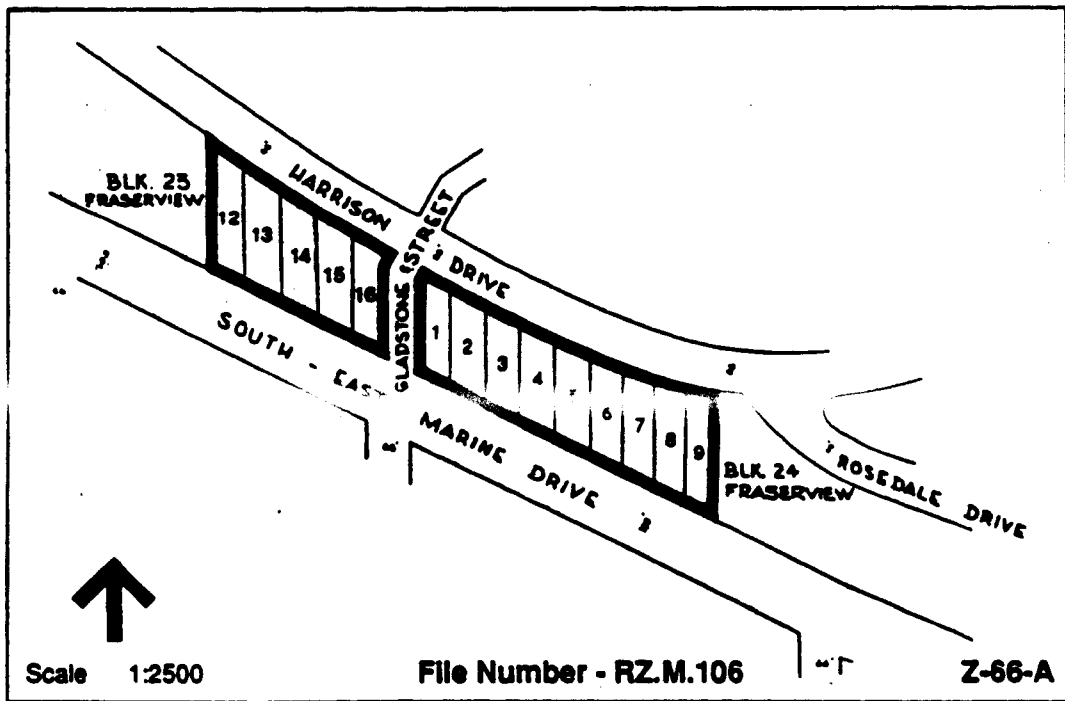 HARRISON DRIVE
BLK. 23
FRASERVIEW
GLADSTONE STREET
12
13
14
15
16
1
2
3
4
6
7
8
9
SOUTH - EAST MARINE DRIVE
BLK. 24
FRASERVIEW
ROSEDALE DRIVE
Scale 1:2500
File Number - RZ.M.106
Z-66-A